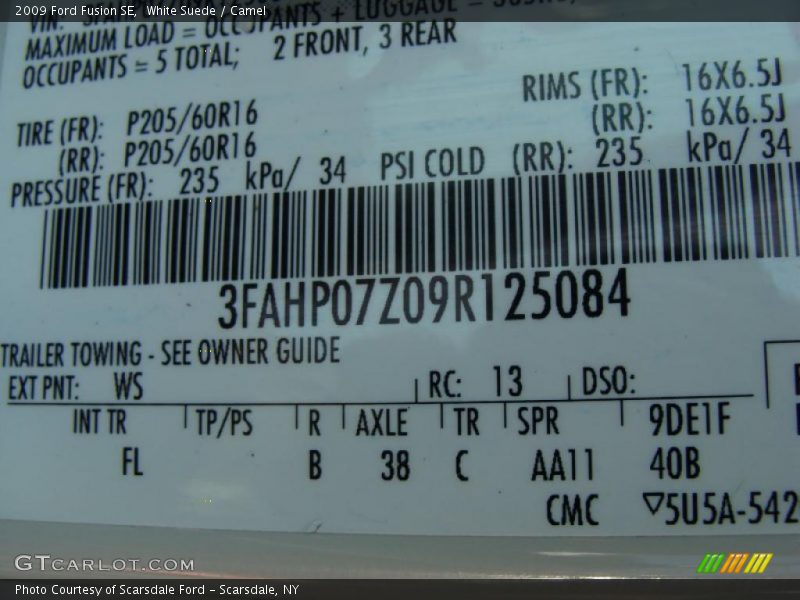 2009 Ford Fusion SE, White Suede / Camel
MAXIMUM LOAD = OCCUPANTS + LUGGAGE =
OCCUPANTS = 5 TOTAL; 2 FRONT, 3 REAR
RIMS (FR): 16X6.5J
TIRE (FR): P205/60R16 (RR): 16X6.5J
(RR): P205/60R16
PRESSURE (FR): 235 kPa/ 34 PSI COLD (RR): 235 kPa/ 34
3FAHP07Z09R125084
TRAILER TOWING - SEE OWNER GUIDE
EXT PNT: WS RC: 13 DSO:
INT TR TP/PS R AXLE TR SPR 9DE1F
FL B 38 C AA11 40B
CMC ▽5U5A-542
GTCARLOT.COM
Photo Courtesy of Scarsdale Ford - Scarsdale, NY